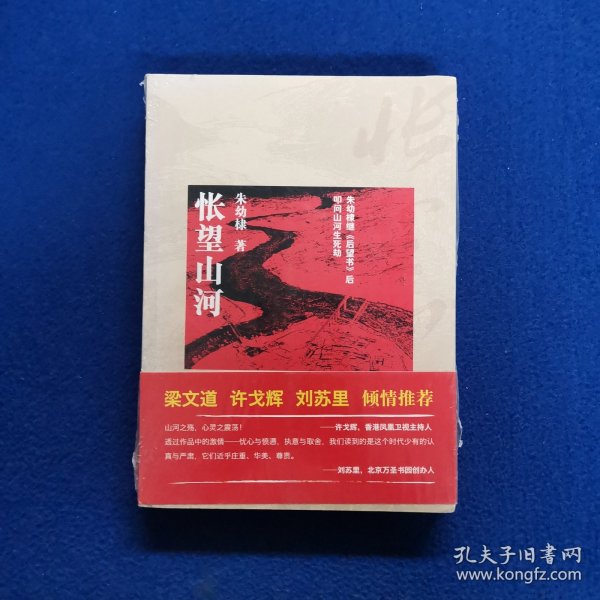 怅
怅望山河
朱幼棣 著
朱幼棣继《后望书》后
叩问山河生死劫
梁文道 许戈辉 刘苏里 倾情推荐
山河之殇，心灵之震荡！
——许戈辉，香港凤凰卫视主持人
透过作品中的激情——忧心与愤懑、执意与取舍，我们读到的是这个时代少有的认
真与严肃，它们近乎庄重、华美、尊贵。
——刘苏里，北京万圣书园创办人
孔夫子旧书网
www.kongfz.com